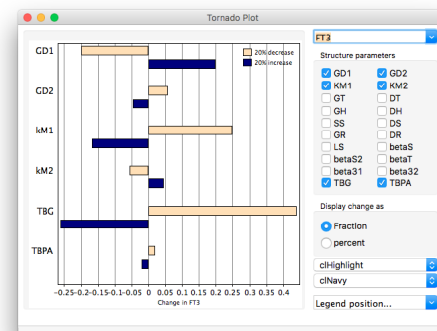 Tornado Plot
FT3
20% decrease
20% increase
GD1
GD2
kM1
kM2
TBG
TBPA
-0.25-0.2-0.15-0.1-0.05 0 0.05 0.1 0.15 0.2 0.25 0.3 0.35 0.4
Change in FT3
Structure parameters
GD1 GD2
KM1 KM2
GT DT
GH DH
SS DS
GR DR
LS betaS
betaS2 betaT
beta31 beta32
TBG TBPA
Display change as
Fraction
percent
clHighlight
clNavy
Legend position...